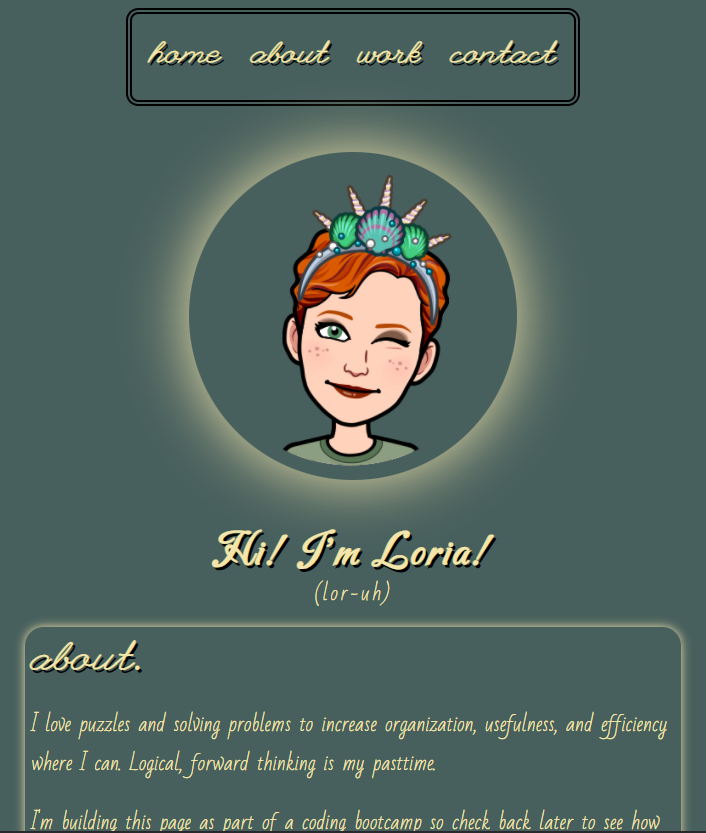 home about work contact
Hi! I'm Loria!
(lor-uh)
about.
I love puzzles and solving problems to increase organization, usefulness, and efficiency
where I can. Logical, forward thinking is my pasttime.
I'm building this page as part of a coding bootcamp so check back later to see how